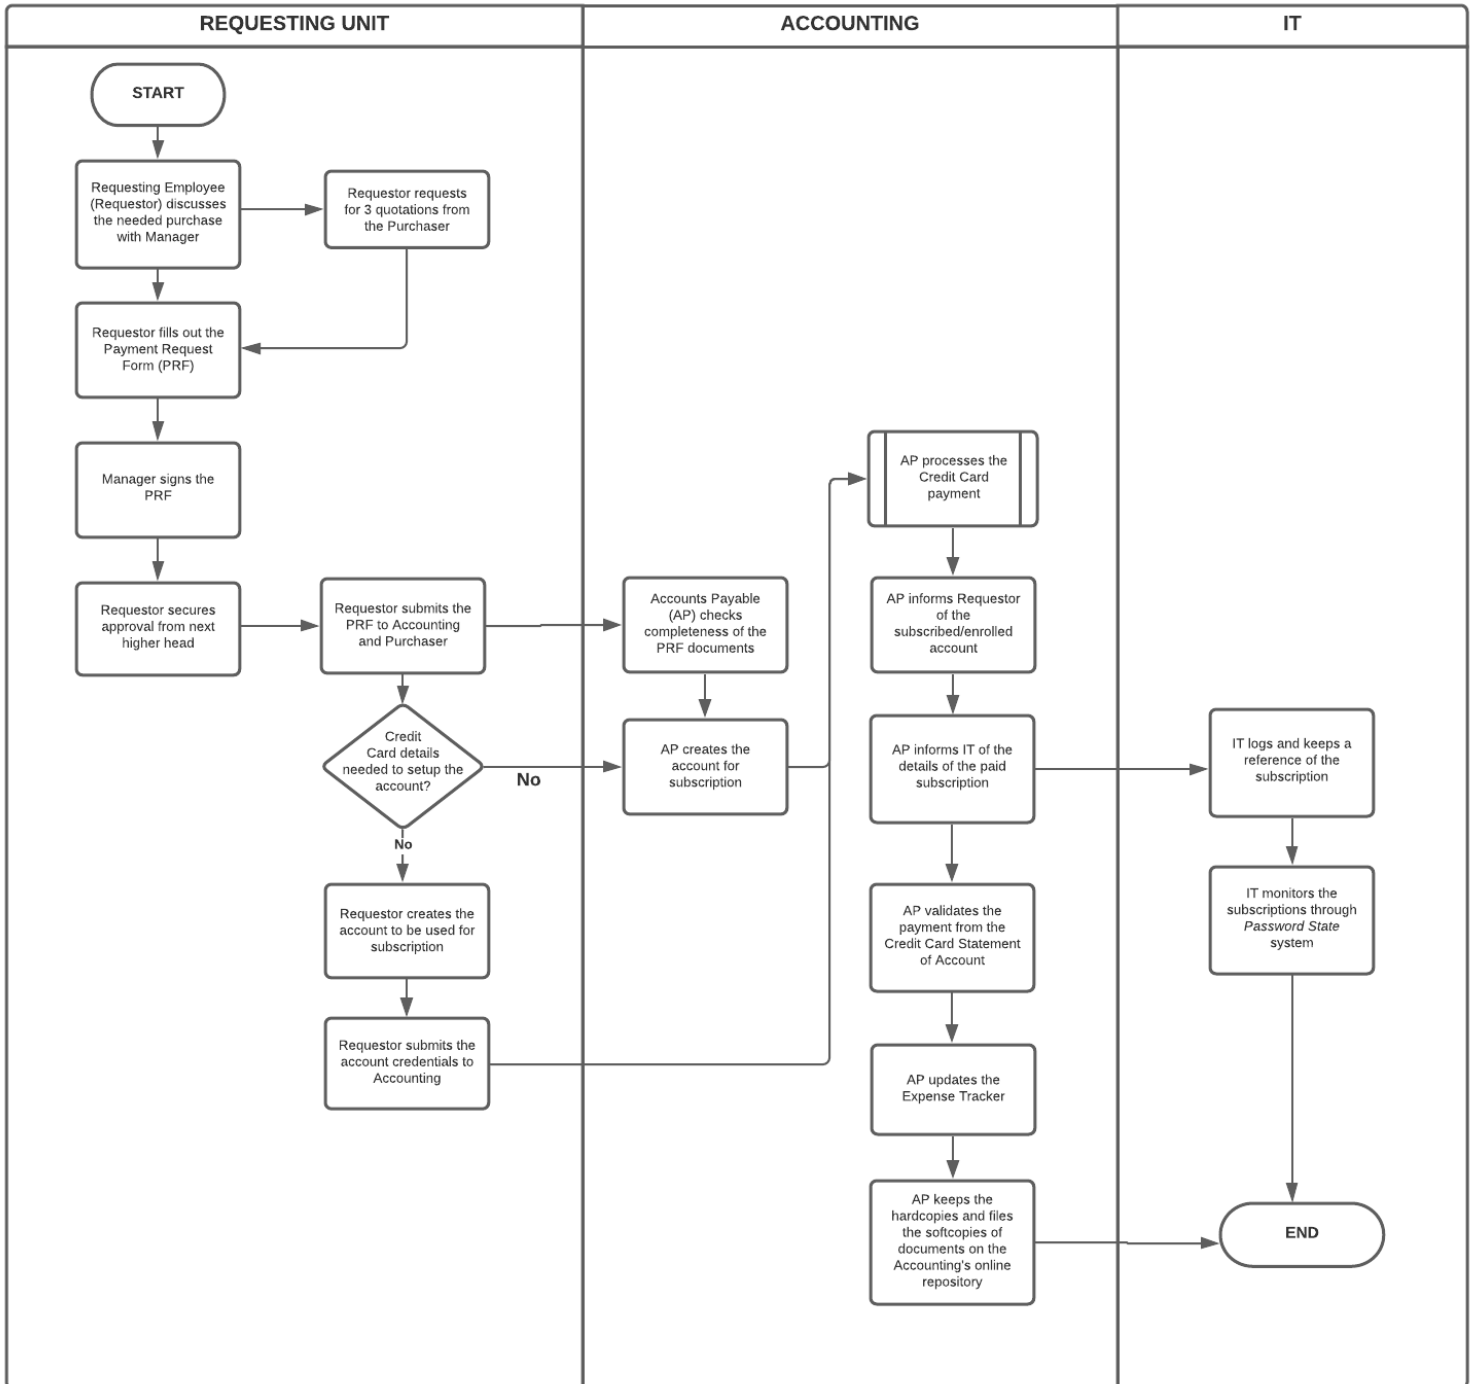 REQUESTING UNIT
ACCOUNTING
IT
START
Requesting Employee
(Requestor) discusses
the needed purchase
with Manager
Requestor requests
for 3 quotations from
the Purchaser
Requestor fills out the
Payment Request
Form (PRF)
Manager signs the
PRF
Requestor secures
approval from next
higher head
Requestor submits the
PRF to Accounting
and Purchaser
Credit
Card details
needed to setup the
account?
No
No
Requestor creates the
account to be used for
subscription
Requestor submits the
account credentials to
Accounting
Accounts Payable
(AP) checks
completeness of the
PRF documents
AP creates the
account for
subscription
AP processes the
Credit Card
payment
AP informs Requestor
of the
subscribed/enrolled
account
AP informs IT of the
details of the paid
subscription
AP validates the
payment from the
Credit Card Statement
of Account
AP updates the
Expense Tracker
AP keeps the
hardcopies and files
the softcopies of
documents on the
Accounting's online
repository
IT logs and keeps a
reference of the
subscription
IT monitors the
subscriptions through
Password State
system
END